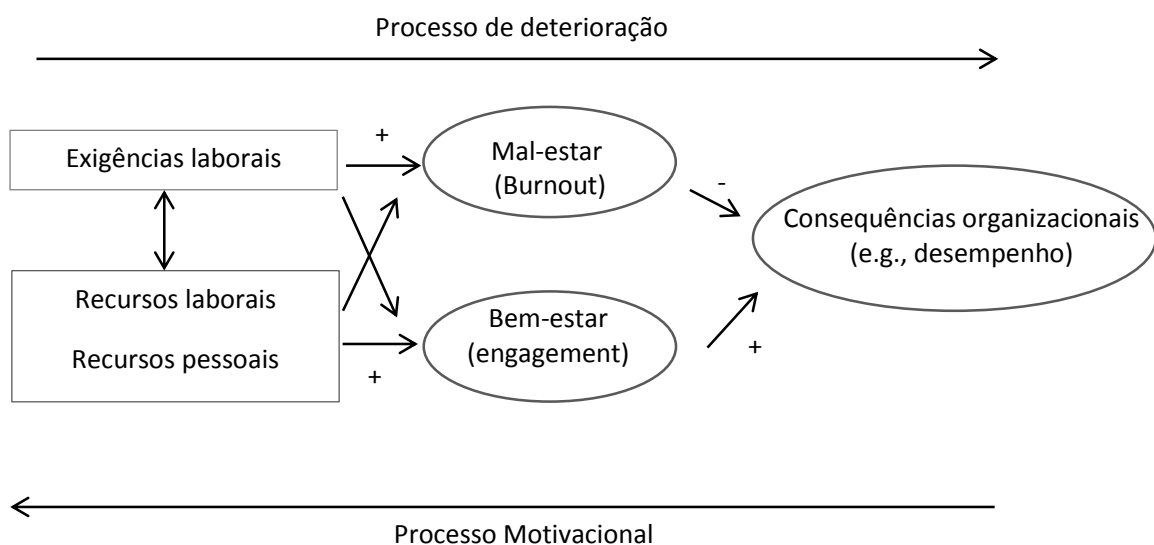 Processo de deterioração
+
Exigências laborais
Mal-estar
(Burnout)
-
Consequências organizacionais
(e.g., desempenho)
Recursos laborais
Recursos pessoais
Bem-estar
(engagement)
+
+
Processo Motivacional